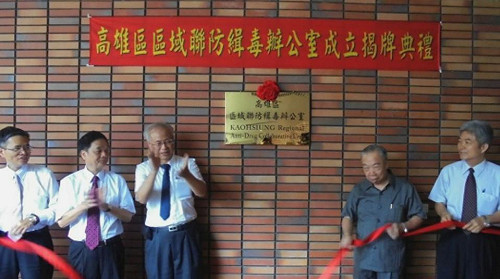 高雄區區域聯防緝毒辦公室成立揭牌典禮
高雄區
區域聯防緝毒辦公室
KAOHSIUNG Regional
Anti-Drug